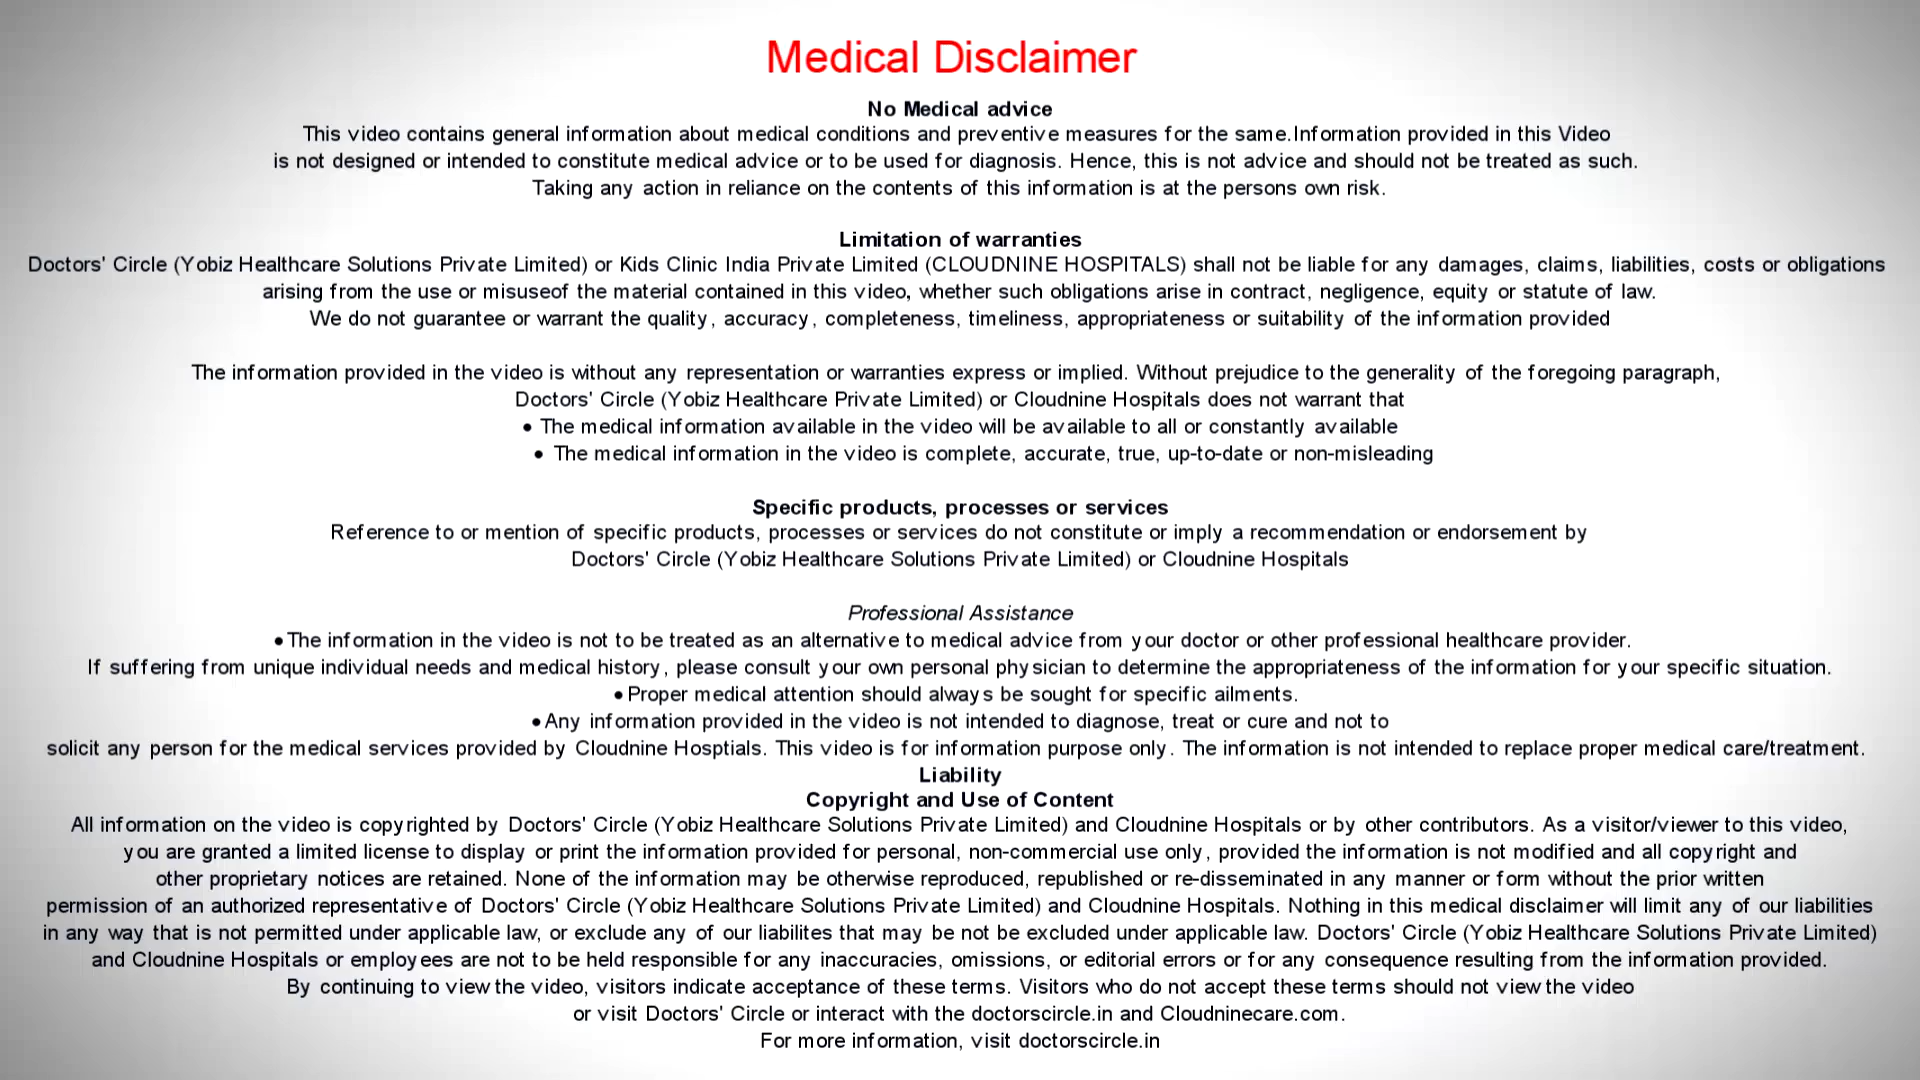 Medical Disclaimer
No Medical advice
This video contains general information about medical conditions and preventive measures for the same.Information provided in this Video
is not designed or intended to constitute medical advice or to be used for diagnosis. Hence, this is not advice and should not be treated as such.
Taking any action in reliance on the contents of this information is at the persons own risk.
Limitation of warranties
Doctors' Circle (Yobiz Healthcare Solutions Private Limited) or Kids Clinic India Private Limited (CLOUDNINE HOSPITALS) shall not be liable for any damages, claims, liabilities, costs or obligations
arising from the use or misuseof the material contained in this video, whether such obligations arise in contract, negligence, equity or statute of law.
We do not guarantee or warrant the quality, accuracy, completeness, timeliness, appropriateness or suitability of the information provided
The information provided in the video is without any representation or warranties express or implied. Without prejudice to the generality of the foregoing paragraph,
Doctors' Circle (Yobiz Healthcare Private Limited) or Cloudnine Hospitals does not warrant that
• The medical information available in the video will be available to all or constantly available
• The medical information in the video is complete, accurate, true, up-to-date or non-misleading
Specific products, processes or services
Reference to or mention of specific products, processes or services do not constitute or imply a recommendation or endorsement by
Doctors' Circle (Yobiz Healthcare Solutions Private Limited) or Cloudnine Hospitals
Professional Assistance
•The information in the video is not to be treated as an alternative to medical advice from your doctor or other professional healthcare provider.
If suffering from unique individual needs and medical history, please consult your own personal physician to determine the appropriateness of the information for your specific situation.
•Proper medical attention should always be sought for specific ailments.
•Any information provided in the video is not intended to diagnose, treat or cure and not to
solicit any person for the medical services provided by Cloudnine Hosptials. This video is for information purpose only. The information is not intended to replace proper medical care/treatment.
Liability
Copyright and Use of Content
All information on the video is copyrighted by Doctors' Circle (Yobiz Healthcare Solutions Private Limited) and Cloudnine Hospitals or by other contributors. As a visitor/viewer to this video,
you are granted a limited license to display or print the information provided for personal, non-commercial use only, provided the information is not modified and all copyright and
other proprietary notices are retained. None of the information may be otherwise reproduced, republished or re-disseminated in any manner or form without the prior written
permission of an authorized representative of Doctors' Circle (Yobiz Healthcare Solutions Private Limited) and Cloudnine Hospitals. Nothing in this medical disclaimer will limit any of our liabilities
in any way that is not permitted under applicable law, or exclude any of our liabilites that may be not be excluded under applicable law. Doctors' Circle (Yobiz Healthcare Solutions Private Limited)
and Cloudnine Hospitals or employees are not to be held responsible for any inaccuracies, omissions, or editorial errors or for any consequence resulting from the information provided.
By continuing to view the video, visitors indicate acceptance of these terms. Visitors who do not accept these terms should not view the video
or visit Doctors' Circle or interact with the doctorscircle.in and Cloudninecare.com.
For more information, visit doctorscircle.in